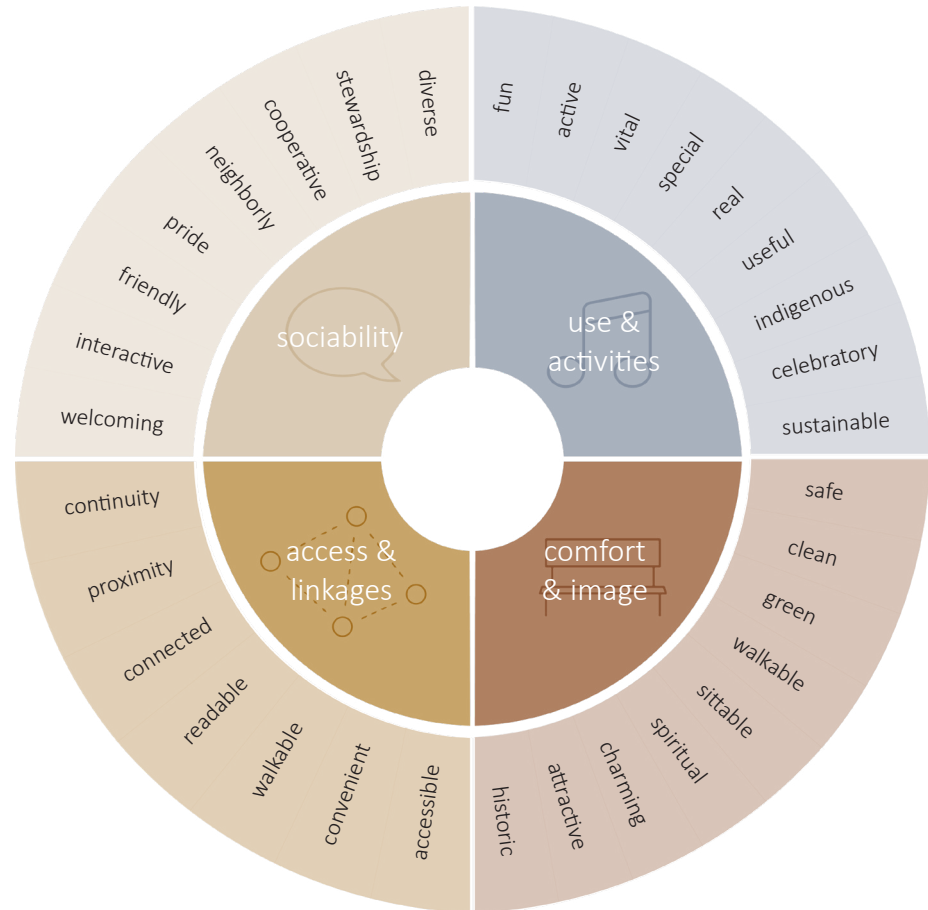 diverse
stewardship
cooperative
neighborly
pride
friendly
interactive
welcoming
fun
active
vital
special
real
useful
indigenous
celebratory
sustainable
sociability
use &
activities
access &
linkages
comfort
& image
continuity
proximity
connected
readable
walkable
convenient
accessible
safe
clean
green
walkable
sittable
spiritual
charming
attractive
historic